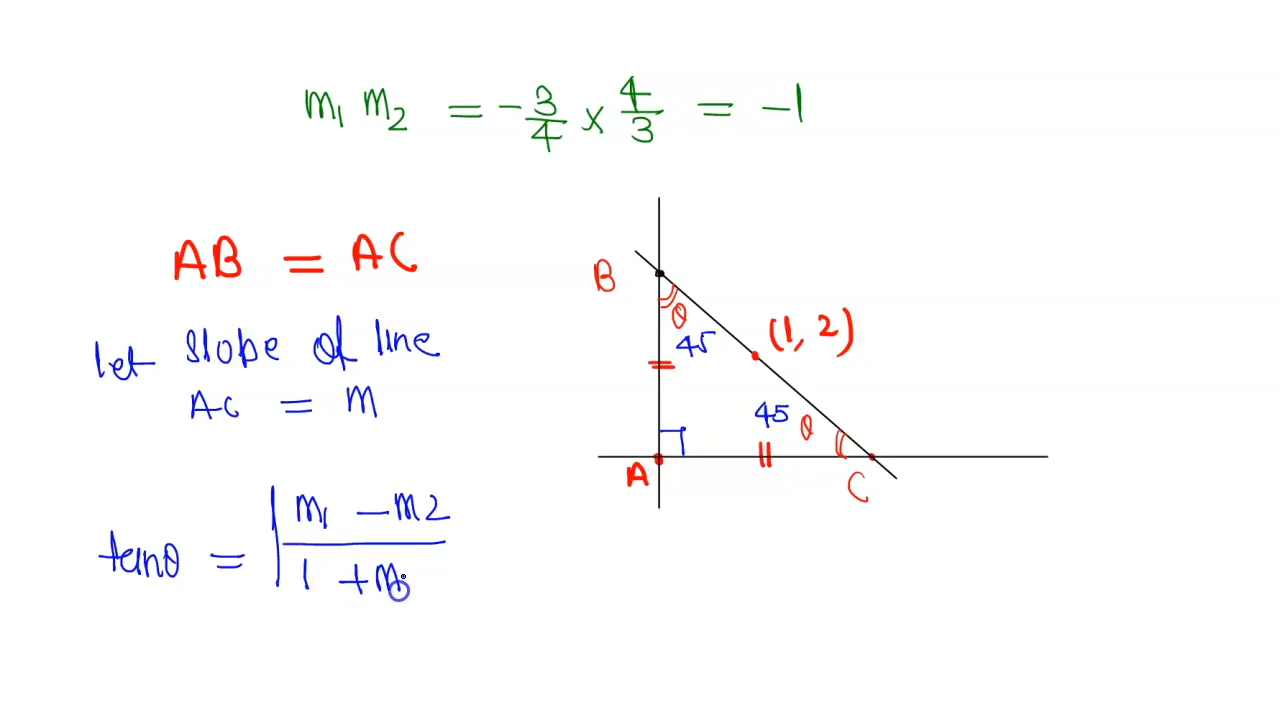 m₁ m₂ = -3/4 × 4/3 = -1
AB = AC
let slope of line
AC = m
tanθ = | m₁ - m2 / 1 + m
B
θ
45
(1, 2)
45
θ
A
C